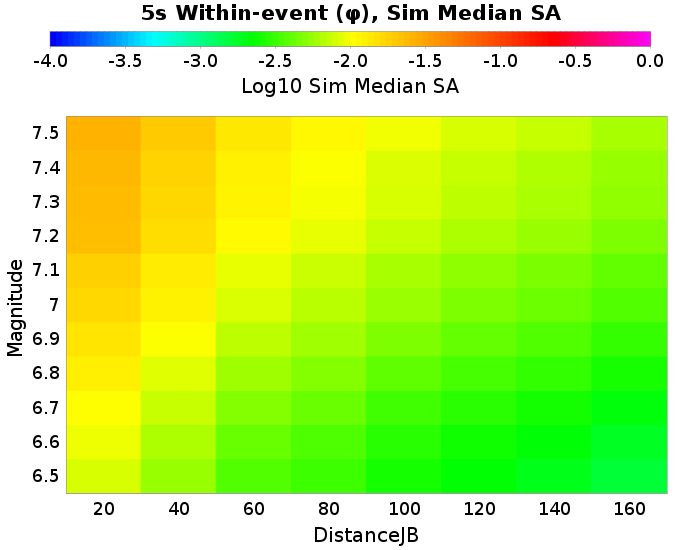 5s Within-event (φ), Sim Median SA
-4.0 -3.5 -3.0 -2.5 -2.0 -1.5 -1.0 -0.5 0.0
Log10 Sim Median SA
7.5
7.4
7.3
7.2
7.1
7
6.9
6.8
6.7
6.6
6.5
Magnitude
20 40 60 80 100 120 140 160
DistanceJB